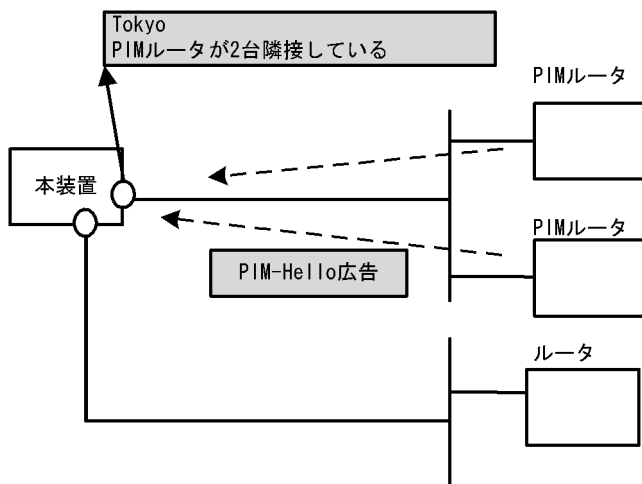 Tokyo
PIMルータが2台隣接している
PIMルータ
本装置
PIMルータ
PIM-Hello広告
ルータ